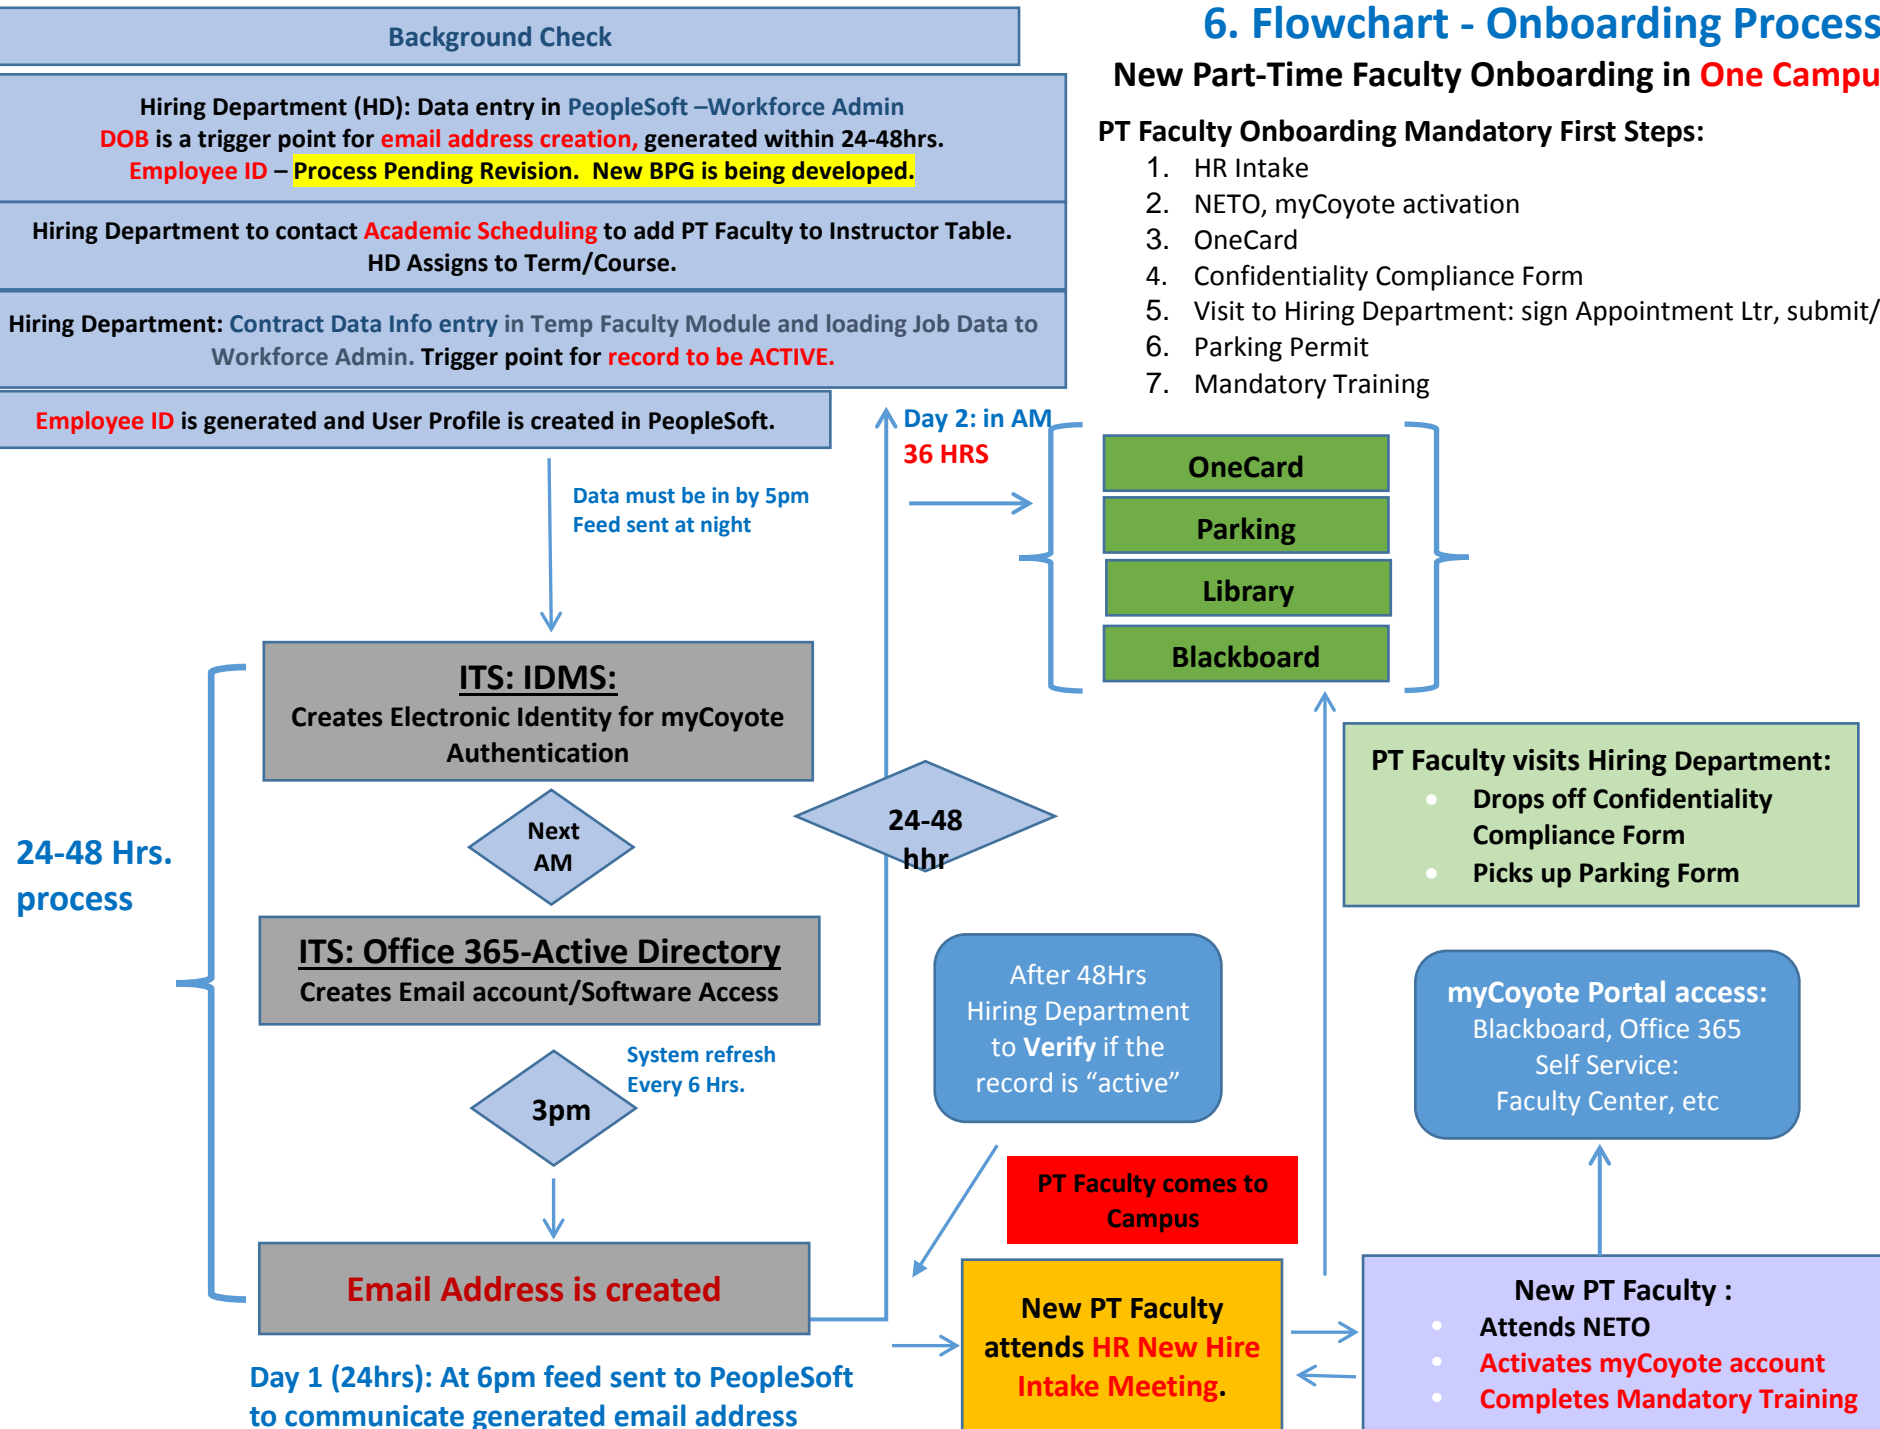 6. Flowchart - Onboarding Process
New Part-Time Faculty Onboarding in One Campu
PT Faculty Onboarding Mandatory First Steps:
1. HR Intake
2. NETO, myCoyote activation
3. OneCard
4. Confidentiality Compliance Form
5. Visit to Hiring Department: sign Appointment Ltr, submit/
6. Parking Permit
7. Mandatory Training
Background Check
Hiring Department (HD): Data entry in PeopleSoft –Workforce Admin
DOB is a trigger point for email address creation, generated within 24-48hrs.
Employee ID – Process Pending Revision. New BPG is being developed.
Hiring Department to contact Academic Scheduling to add PT Faculty to Instructor Table.
HD Assigns to Term/Course.
Hiring Department: Contract Data Info entry in Temp Faculty Module and loading Job Data to
Workforce Admin. Trigger point for record to be ACTIVE.
Employee ID is generated and User Profile is created in PeopleSoft.
Data must be in by 5pm
Feed sent at night
Day 2: in AM
36 HRS
OneCard
Parking
Library
Blackboard
24-48 Hrs.
process
ITS: IDMS:
Creates Electronic Identity for myCoyote
Authentication
Next
AM
ITS: Office 365-Active Directory
Creates Email account/Software Access
System refresh
Every 6 Hrs.
3pm
Email Address is created
Day 1 (24hrs): At 6pm feed sent to PeopleSoft
to communicate generated email address
24-48
hhr
After 48Hrs
Hiring Department
to Verify if the
record is “active”
PT Faculty comes to
Campus
New PT Faculty
attends HR New Hire
Intake Meeting.
PT Faculty visits Hiring Department:
• Drops off Confidentiality
Compliance Form
• Picks up Parking Form
myCoyote Portal access:
Blackboard, Office 365
Self Service:
Faculty Center, etc
New PT Faculty :
• Attends NETO
• Activates myCoyote account
• Completes Mandatory Training